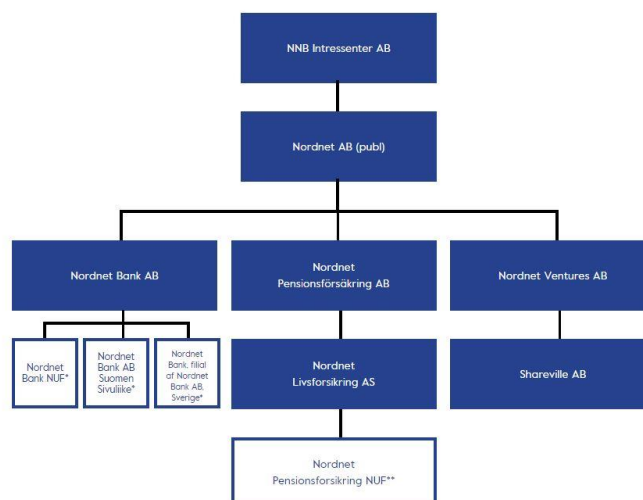 NNB Intressenter AB
Nordnet AB (publ)
Nordnet Bank AB
Nordnet
Pensionsförsäkring AB
Nordnet Ventures AB
Nordnet
Bank NUF*
Nordnet
Bank AB
Suomen
Sivuliike*
Nordnet
Bank, filial
af Nordnet
Bank AB,
Sverige*
Nordnet
Livsforsikring AS
Shareville AB
Nordnet
Pensjonsforsikring NUF**